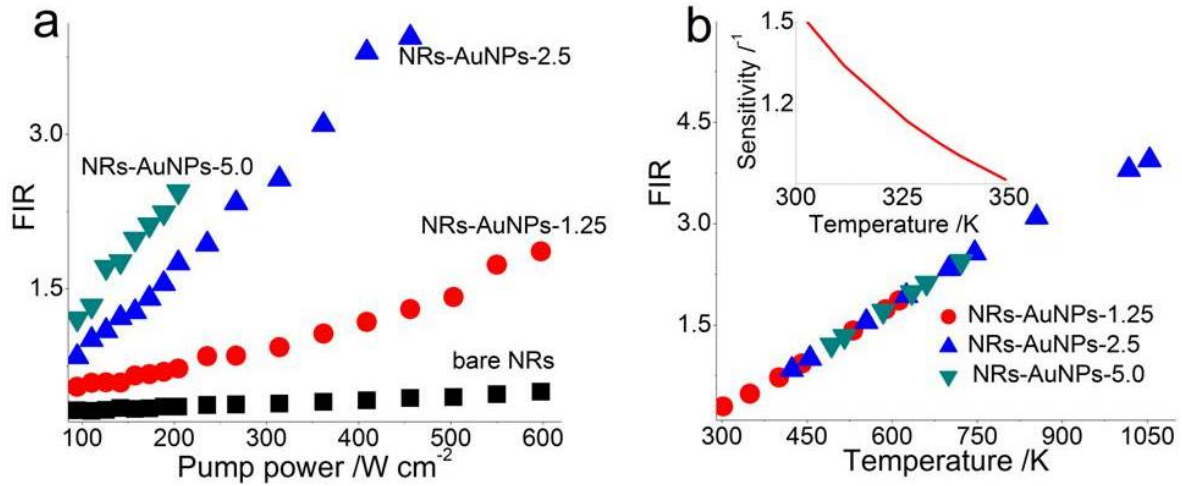 a
NRs-AuNPs-2.5
3.0
NRs-AuNPs-5.0
FIR
NRs-AuNPs-1.25
1.5
bare NRs
100 200 300 400 500 600
Pump power /W cm⁻²
b
1.5
Sensitivity /⁻¹
1.2
300 325 350
Temperature /K
4.5
FIR
3.0
1.5
NRs-AuNPs-1.25
NRs-AuNPs-2.5
NRs-AuNPs-5.0
300 450 600 750 900 1050
Temperature /K